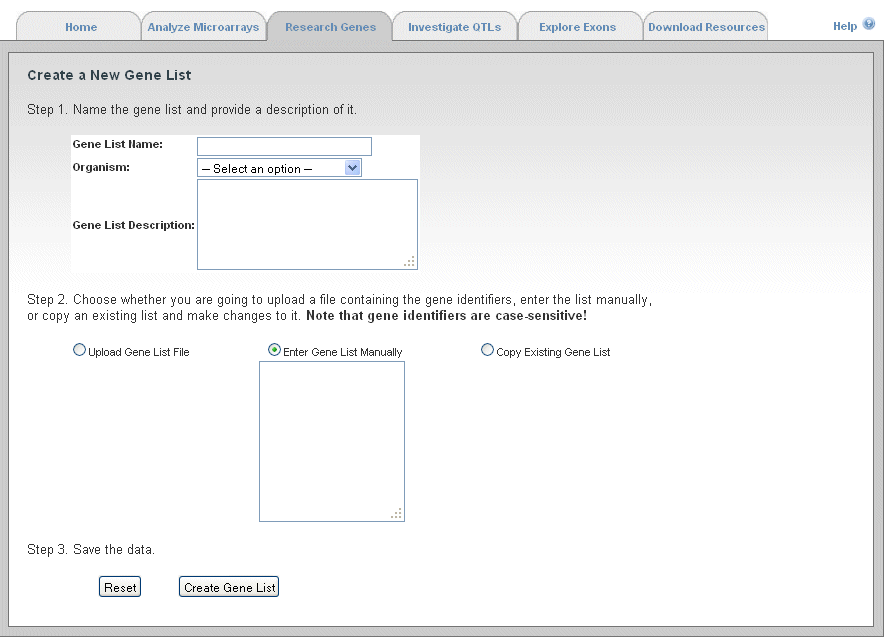 Home Analyze Microarrays Research Genes Investigate QTLs Explore Exons Download Resources Help ?
Create a New Gene List
Step 1. Name the gene list and provide a description of it.
Gene List Name:
Organism: -- Select an option --
Gene List Description:
Step 2. Choose whether you are going to upload a file containing the gene identifiers, enter the list manually,
or copy an existing list and make changes to it. Note that gene identifiers are case-sensitive!
Upload Gene List File Enter Gene List Manually Copy Existing Gene List
Step 3. Save the data.
Reset Create Gene List